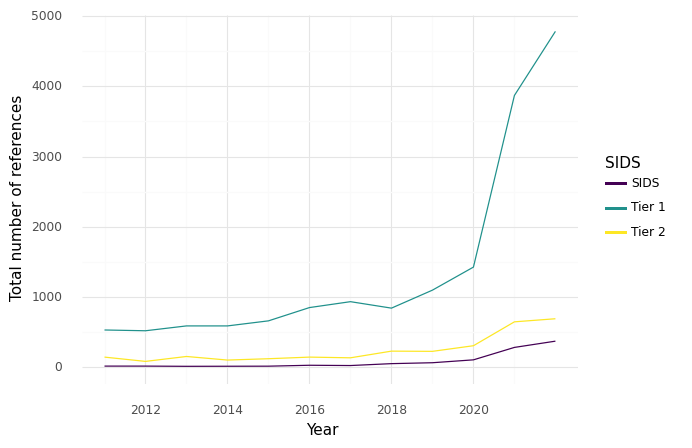 5000
4000
3000
2000
1000
0
Total number of references
2012
2014
2016
2018
2020
Year
SIDS
SIDS
Tier 1
Tier 2